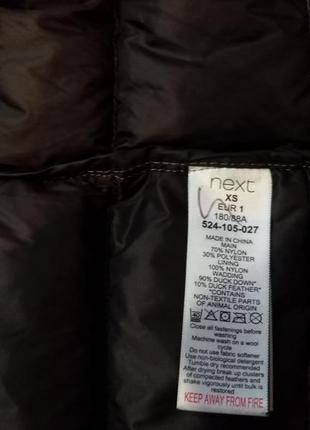 next
XS
EUR 1
180/88A
524-105-027
MADE IN CHINA
MAIN
70% NYLON
30% POLYESTER
LINING
100% NYLON
WADDING
90% DUCK DOWN*
10% DUCK FEATHER*
*CONTAINS
NON-TEXTILE PARTS
OF ANIMAL ORIGIN
Close all fastenings before
washing
Machine wash on a wool
cycle
Do not use fabric softener
Use non-biological detergent
Tumble dry recommended
After drying break up clusters
of compacted feathers and
shake vigorously until bulk is
restored
KEEP AWAY FROM FIRE